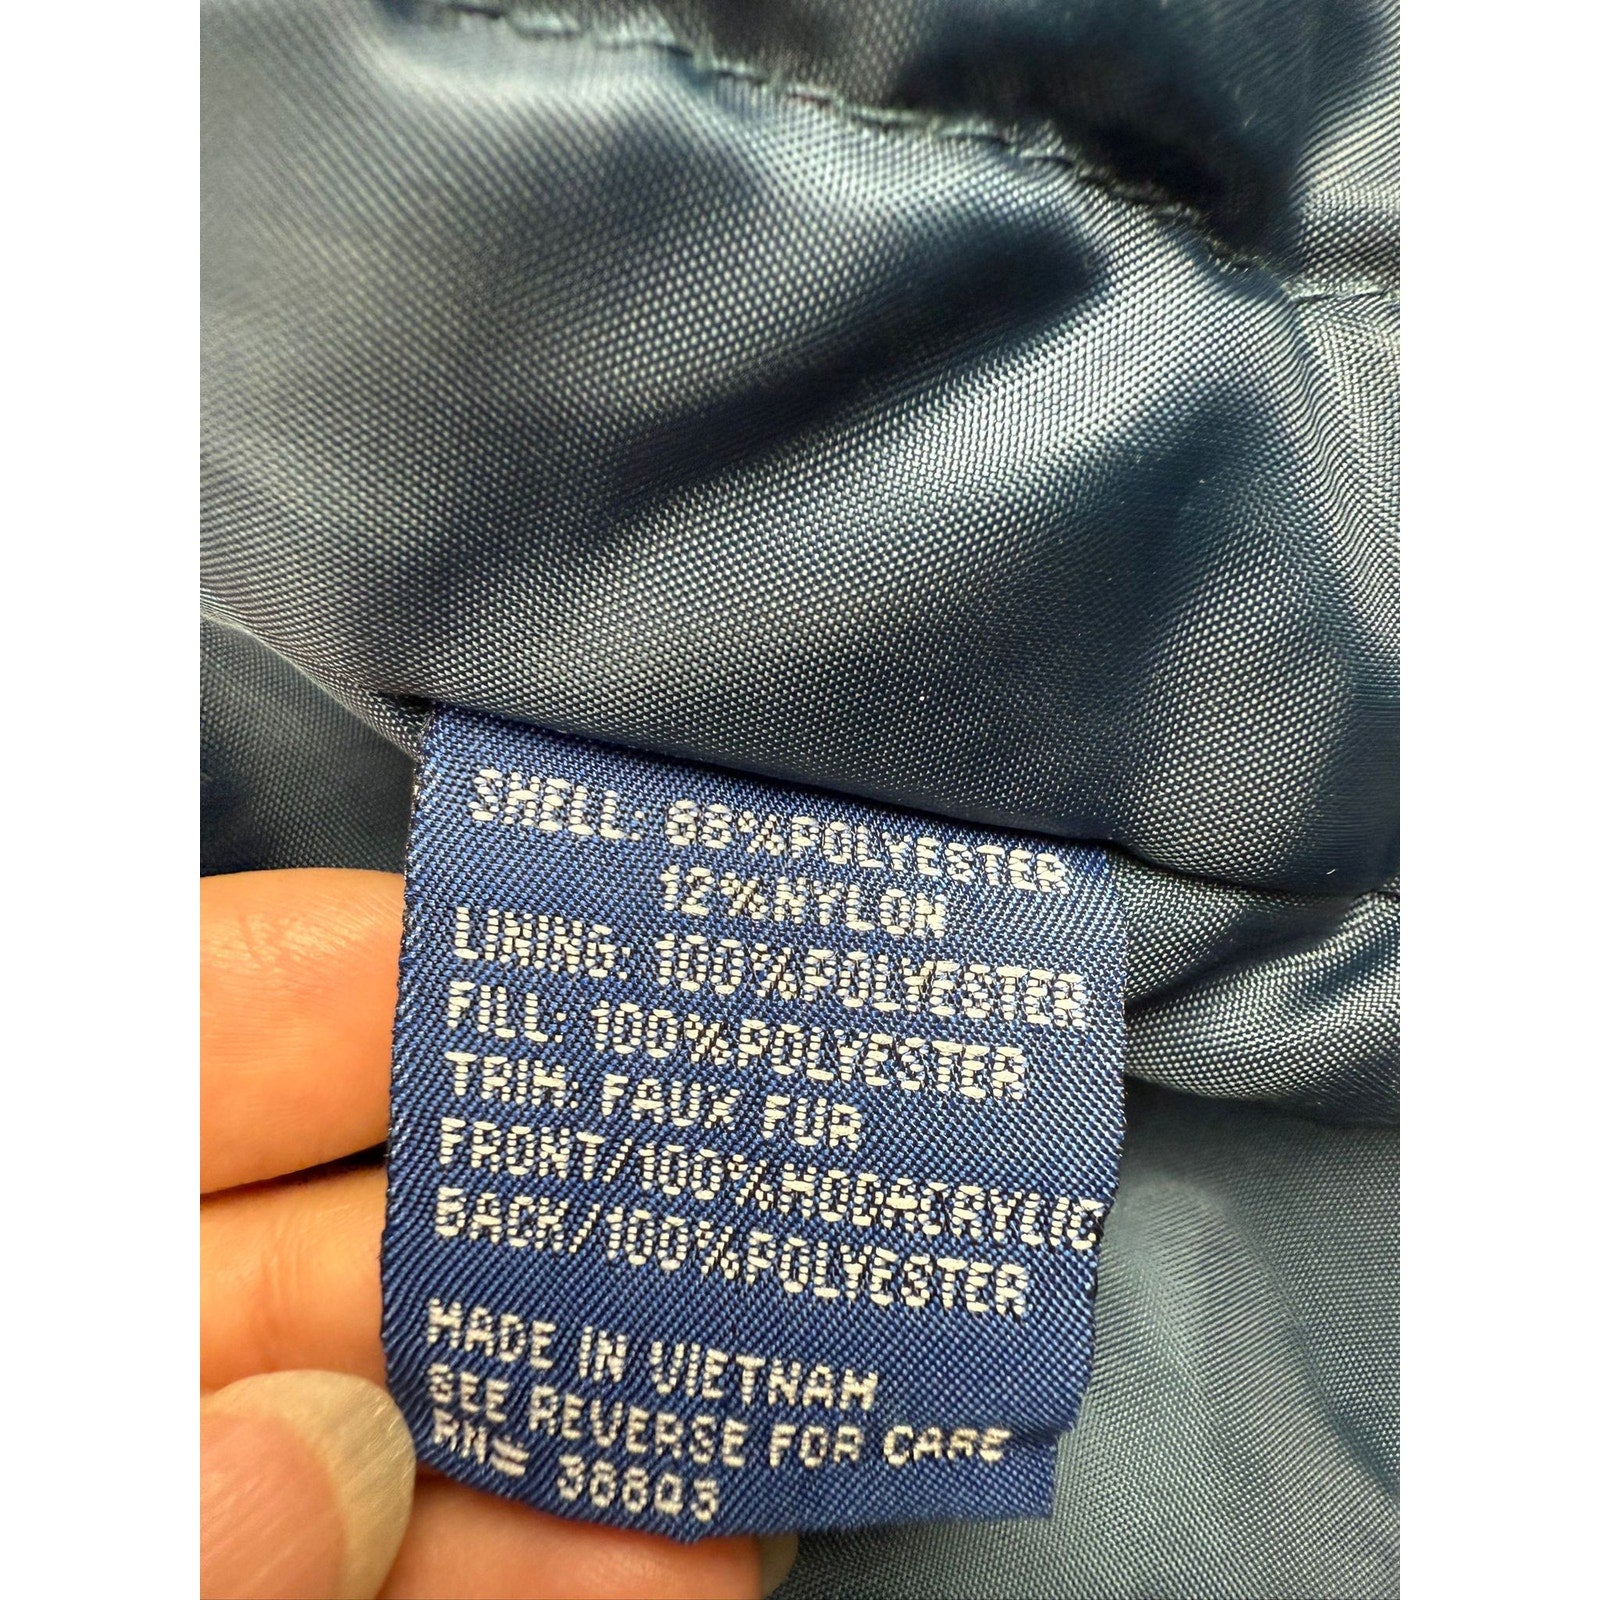 SHELL: 88%POLYESTER
12%NYLON
LINING: 100%POLYESTER
FILL: 100%POLYESTER
TRIM: FAUX FUR
FRONT/100%MODACRYLIC
BACK/100%POLYESTER
MADE IN VIETNAM
SEE REVERSE FOR CARE
RN#